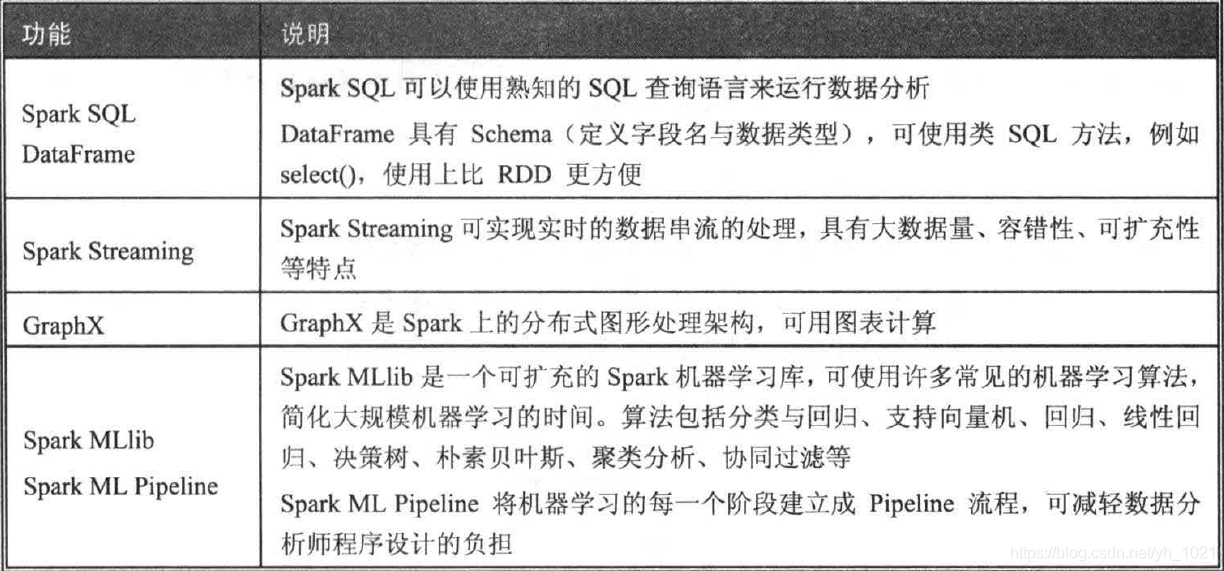 功能
说明
Spark SQL
DataFrame
Spark SQL 可以使用熟知的 SQL 查询语言来运行数据分析
DataFrame 具有 Schema（定义字段名与数据类型），可使用类 SQL 方法，例如
select()，使用上比 RDD 更方便
Spark Streaming
Spark Streaming 可实现实时的数据串流的处理，具有大数据量、容错性、可扩充性
等特点
GraphX
GraphX 是 Spark 上的分布式图形处理架构，可用图表计算
Spark MLlib
Spark ML Pipeline
Spark MLlib 是一个可扩充的 Spark 机器学习库，可使用许多常见的机器学习算法，
简化大规模机器学习的时间。算法包括分类与回归、支持向量机、回归、线性回
归、决策树、朴素贝叶斯、聚类分析、协同过滤等
Spark ML Pipeline 将机器学习的每一个阶段建立成 Pipeline 流程，可减轻数据分
析师程序设计的负担
https://blog.csdn.net/yh_1021